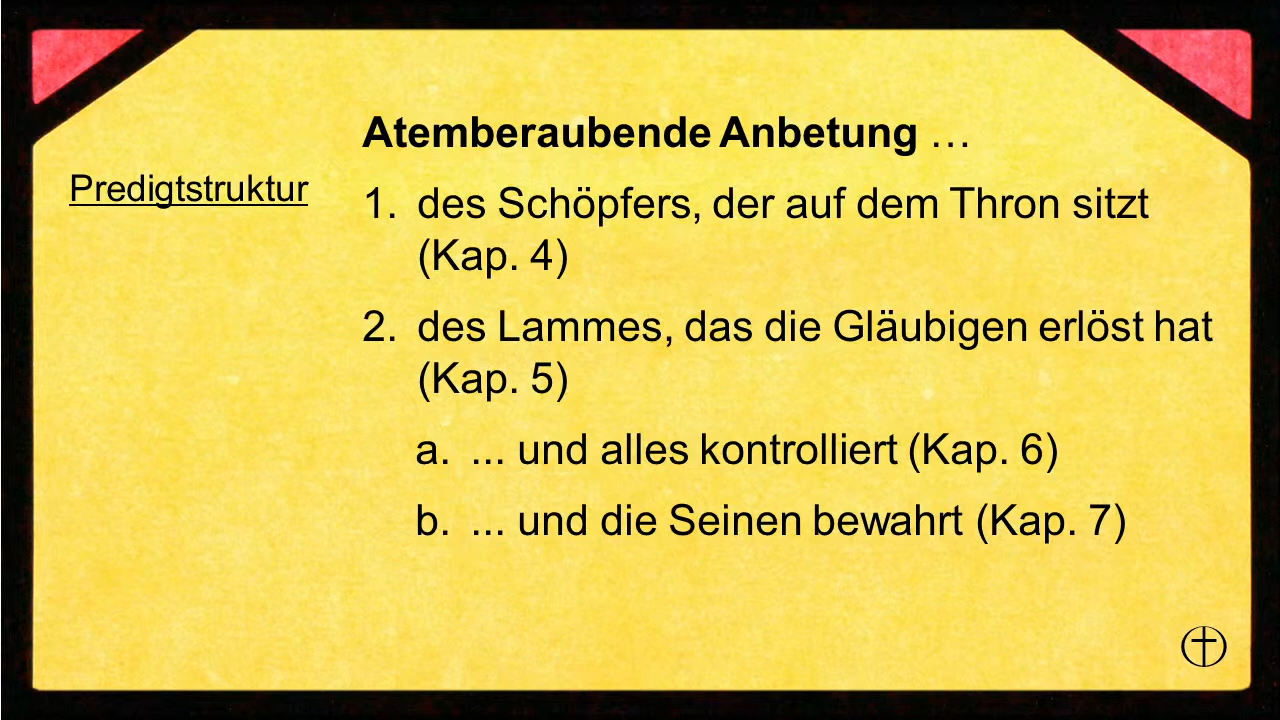 Predigtstruktur
Atemberaubende Anbetung …
1. des Schöpfers, der auf dem Thron sitzt
(Kap. 4)
2. des Lammes, das die Gläubigen erlöst hat
(Kap. 5)
a. ... und alles kontrolliert (Kap. 6)
b. ... und die Seinen bewahrt (Kap. 7)